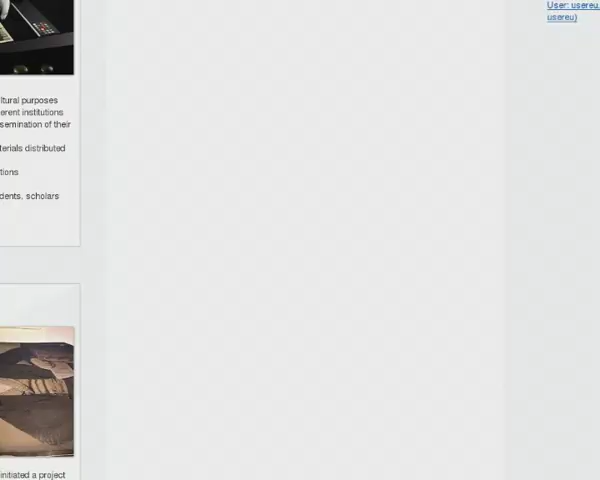 User: usereu,
usereu)
ltural purposes
erent institutions
semination of their
terials distributed
tions
dents, scholars
initiated a project